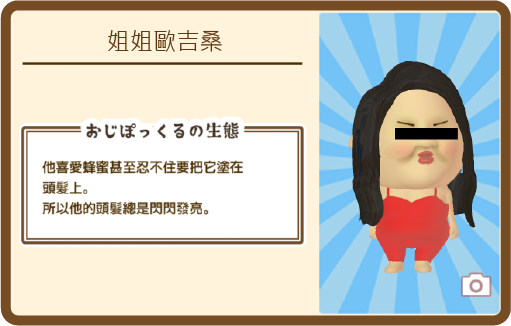 姐姐歐吉桑
おじぽっくるの生態
他喜愛蜂蜜甚至忍不住要把它塗在
頭髮上。
所以他的頭髮總是閃閃發亮。